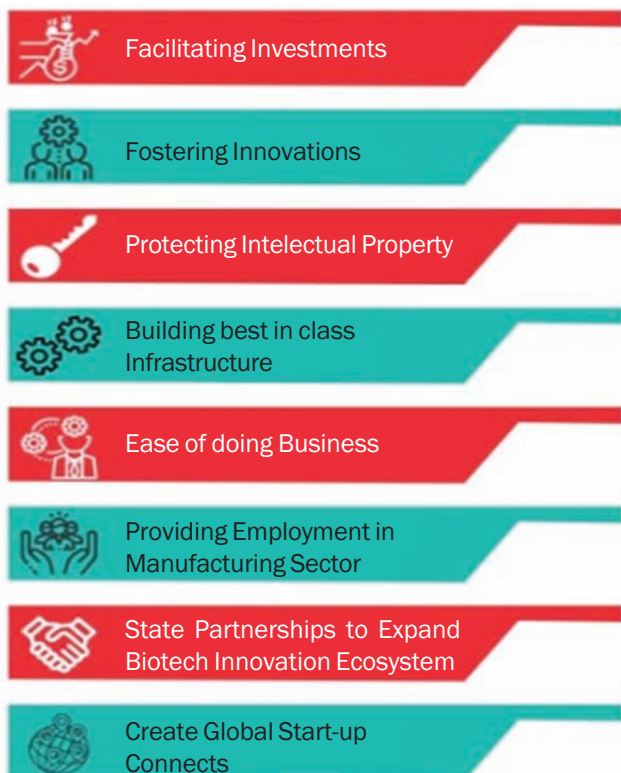 Facilitating Investments
Fostering Innovations
Protecting Intelectual Property
Building best in class
Infrastructure
Ease of doing Business
Providing Employment in
Manufacturing Sector
State Partnerships to Expand
Biotech Innovation Ecosystem
Create Global Start-up
Connects